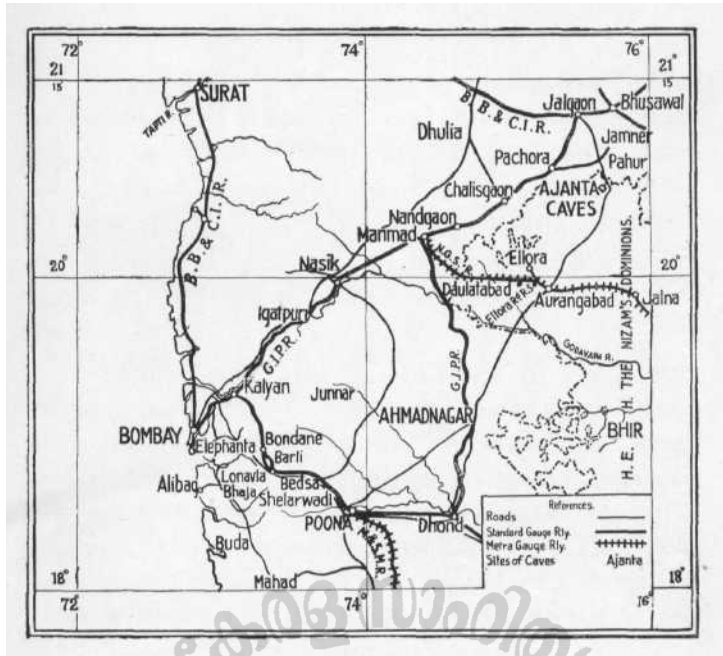 72° 74° 76°
21° 15' 21° 15'
SURAT
TAPTI R.
B. B. & C. I. R.
Jalgaon
Bhusawal
Dhulia
Jamner
Pachora
Pahur
Chalisgaon
AJANTA
CAVES
Nandgaon
Manmad
B. B. & C. I. R.
N.G.S.R.
Ellora
Nasik
20° 20°
Daulatabad
Ellora Rd. R.S.
Aurangabad
Jalna
Igatpuri
G.I.P.R.
G.I.P.R.
GODAVARI R.
H. E. H. THE NIZAM'S DOMINIONS.
Kalyan
Junnar
AHMADNAGAR
BOMBAY
BHIR
Elephanta
Bondane
Barli
Alibag
Lonavla
Bedsa
Bhaja
Shelarwadi
POONA
Dhond
M.&S.M.R.
Buda
Mahad
References.
Roads
Standard Gauge Rly.
Metra Gauge Rly.
Sites of Caves Ajanta
18° 18°
72° 74° 76°